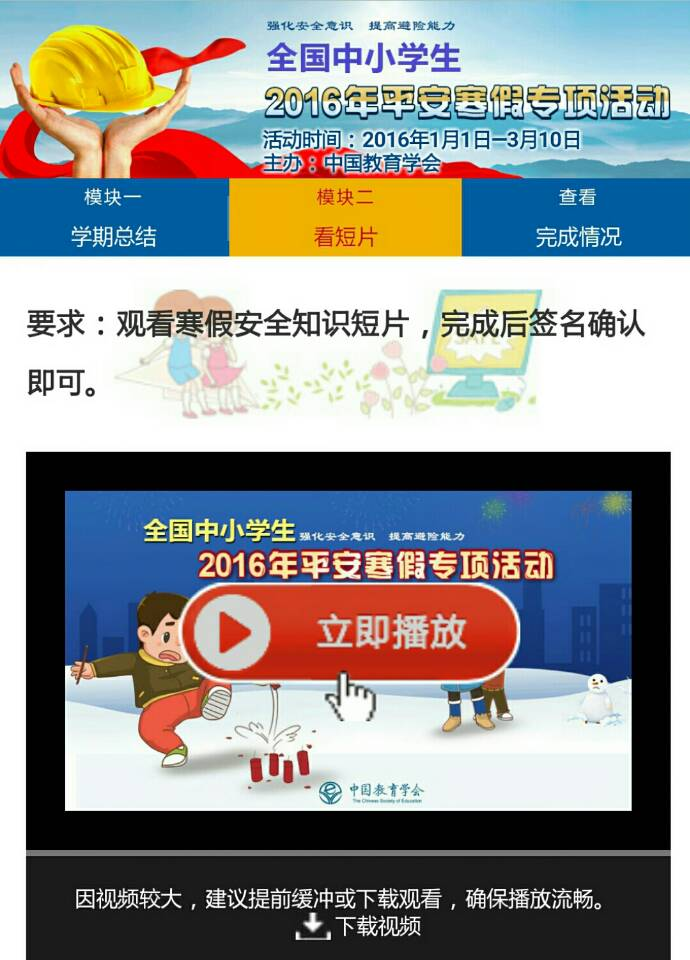 强化安全意识 提高避险能力
全国中小学生
2016年平安寒假专项活动
活动时间：2016年1月1日—3月10日
主办：中国教育学会
模块一 模块二 查看
学期总结 看短片 完成情况
要求：观看寒假安全知识短片，完成后签名确认
即可。
SAFE
全国中小学生 强化安全意识 提高避险能力
2016年平安寒假专项活动
立即播放
中国教育学会
The Chinese Society of Education
因视频较大，建议提前缓冲或下载观看，确保播放流畅。
下载视频